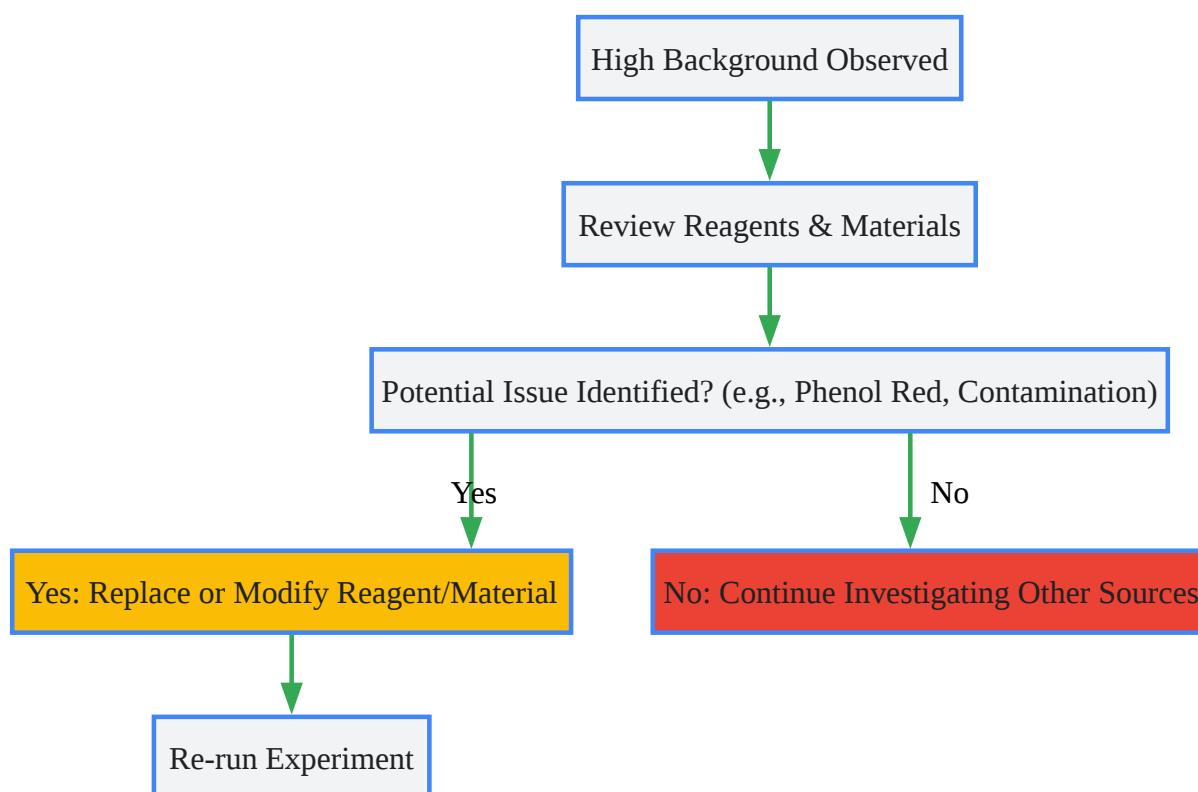 High Background Observed
Review Reagents & Materials
Potential Issue Identified? (e.g., Phenol Red, Contamination)
Yes
No
Yes: Replace or Modify Reagent/Material
No: Continue Investigating Other Sources
Re-run Experiment